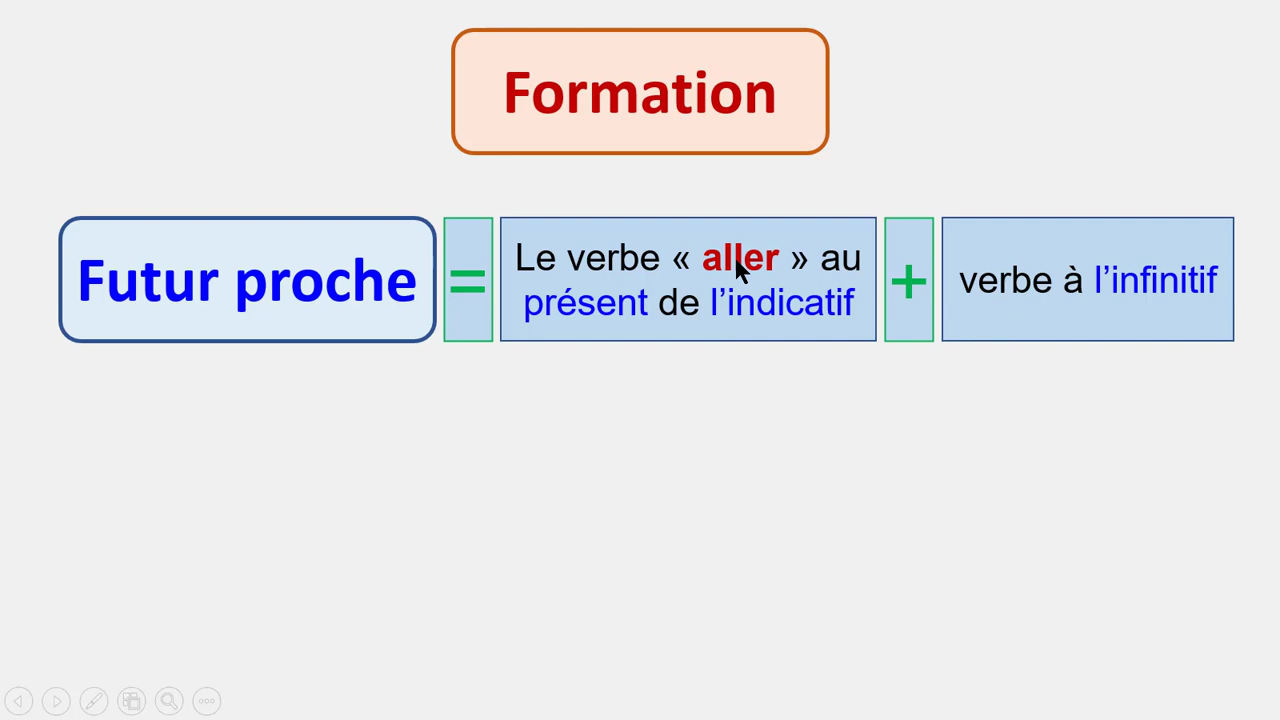 Formation
Futur proche
=
Le verbe « aller » au
présent de l’indicatif
+
verbe à l’infinitif